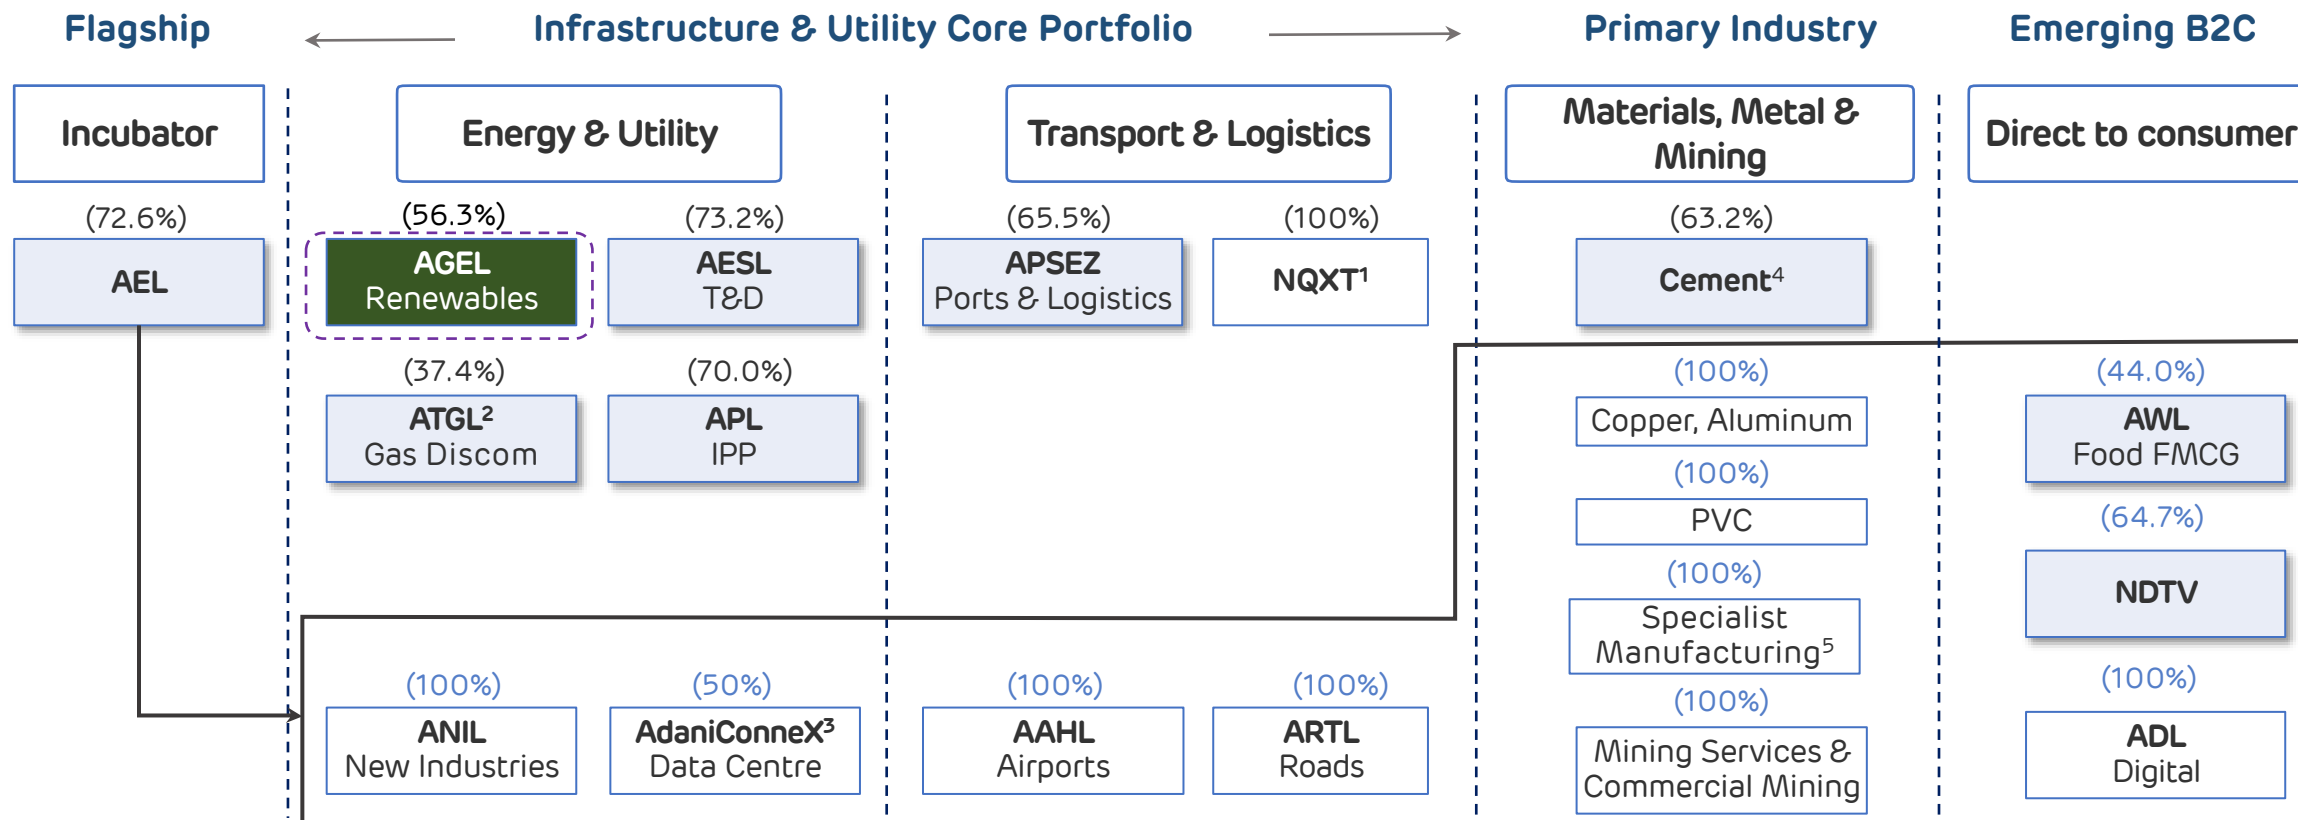 Flagship
Infrastructure & Utility Core Portfolio
Primary Industry
Emerging B2C
Incubator
Energy & Utility
Transport & Logistics
Materials, Metal &
Mining
Direct to consumer
(72.6%)
AEL
(56.3%)
AGEL
Renewables
(73.2%)
AESL
T&D
(65.5%)
APSEZ
Ports & Logistics
(100%)
NQXT¹
(63.2%)
Cement⁴
(37.4%)
ATGL²
Gas Discom
(70.0%)
APL
IPP
(100%)
Copper, Aluminum
(100%)
PVC
(100%)
Specialist
Manufacturing⁵
(100%)
Mining Services &
Commercial Mining
(44.0%)
AWL
Food FMCG
(64.7%)
NDTV
(100%)
ADL
Digital
(100%)
ANIL
New Industries
(50%)
AdaniConneX³
Data Centre
(100%)
AAHL
Airports
(100%)
ARTL
Roads